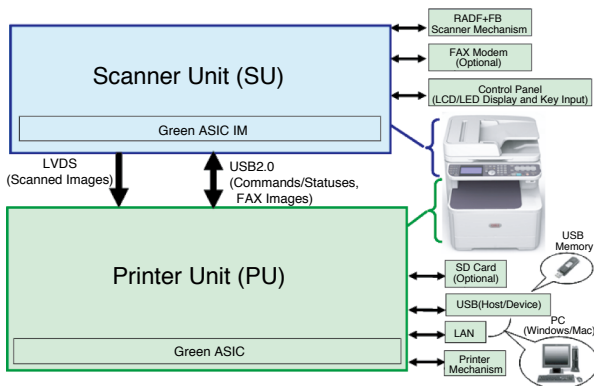 RADF+FB
Scanner Mechanism
FAX Modem
(Optional)
Control Panel
(LCD/LED Display and Key Input)
Scanner Unit (SU)
Green ASIC IM
LVDS
(Scanned Images)
USB2.0
(Commands/Statuses,
FAX Images)
Printer Unit (PU)
Green ASIC
USB
Memory
SD Card
(Optional)
USB(Host/Device)
PC
(Windows/Mac)
LAN
Printer
Mechanism